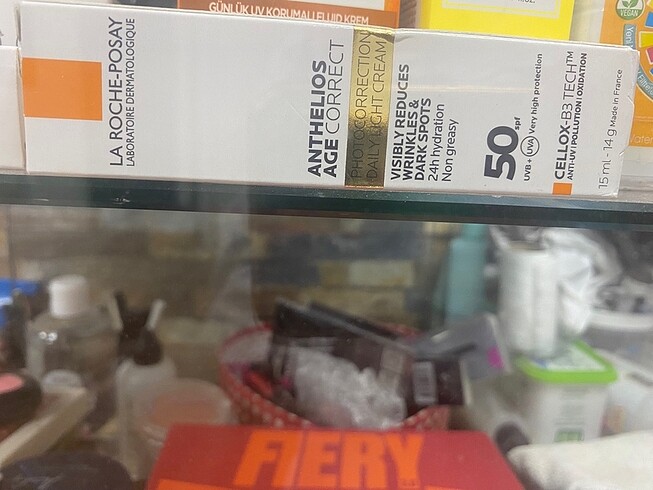 GÜNLÜK UV KORUMALI FLUID KREM
LA ROCHE-POSAY
LABORATOIRE DERMATOLOGIQUE
ANTHELIOS
AGE CORRECT
PHOTOCORRECTION
DAILY LIGHT CREAM
VISIBLY REDUCES
WRINKLES &
DARK SPOTS
24h hydration
Non greasy
50 spf
UVB + UVA Very high protection
CELLOX-B3 TECH™
ANTI-UV/ POLLUTION/ OXIDATION
15 ml - 14 g Made in France
VEGAN
FIERY